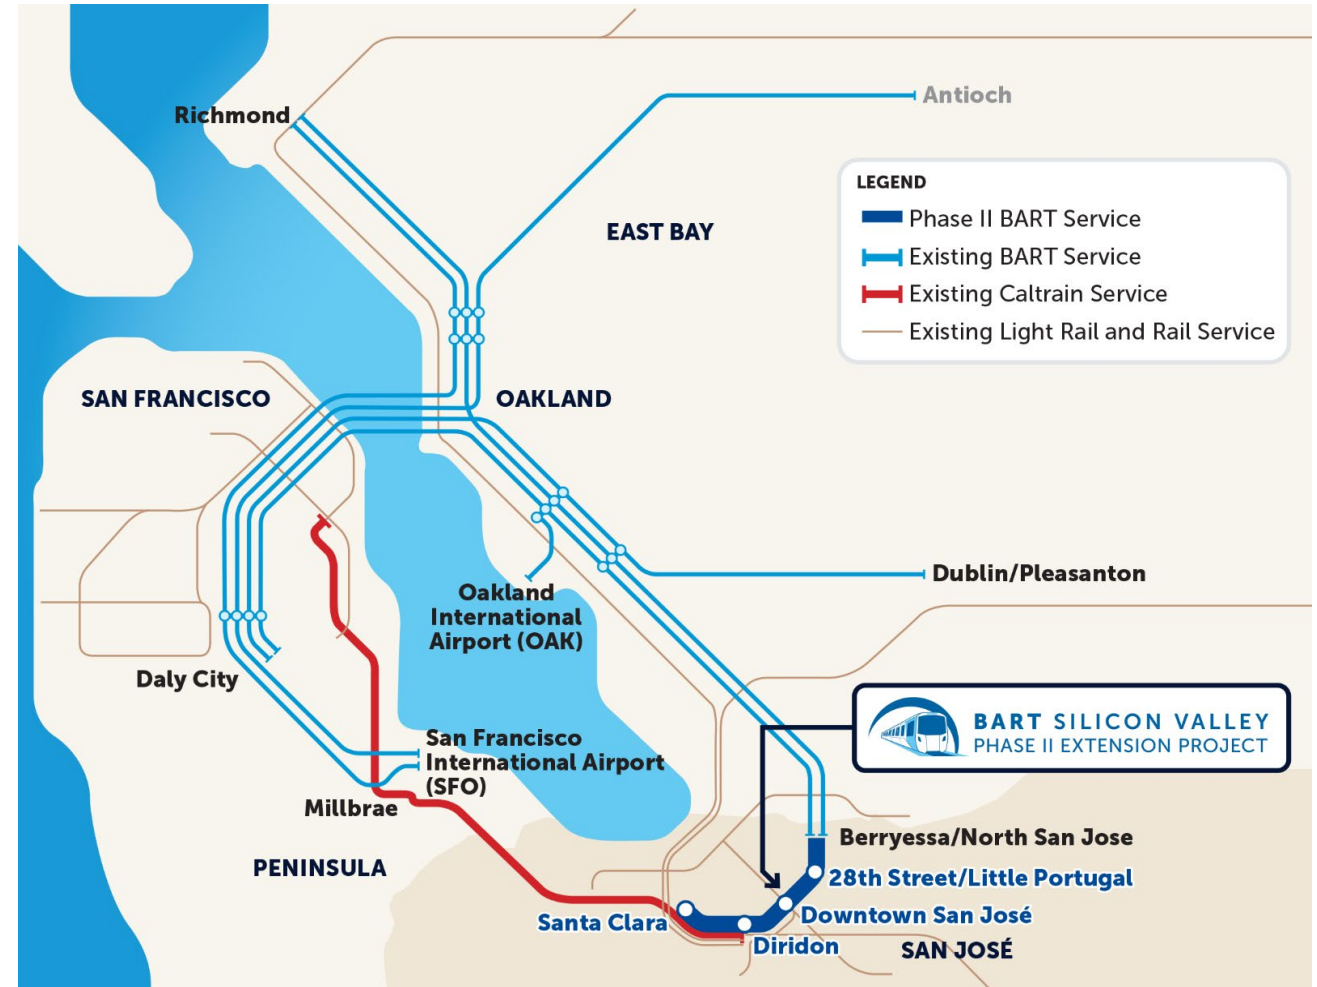 Richmond
Antioch
EAST BAY
LEGEND
Phase II BART Service
Existing BART Service
Existing Caltrain Service
Existing Light Rail and Rail Service
SAN FRANCISCO
OAKLAND
Oakland
International
Airport (OAK)
Dublin/Pleasanton
Daly City
BART SILICON VALLEY
PHASE II EXTENSION PROJECT
San Francisco
International Airport
(SFO)
Millbrae
Berryessa/North San Jose
PENINSULA
28th Street/Little Portugal
Downtown San José
Santa Clara
Diridon
SAN JOSÉ